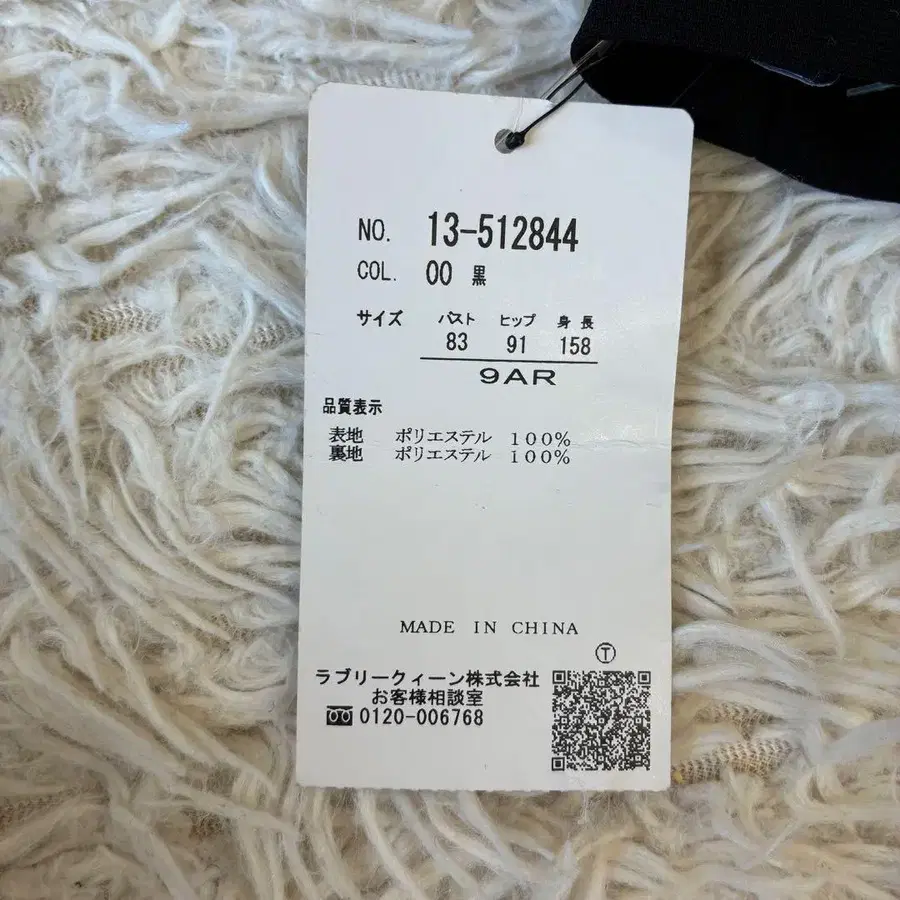 NO. 13-512844
COL. 00 黒
サイズ バスト ヒップ 身長
83 91 158
9AR
品質表示
表地 ポリエステル 100%
裏地 ポリエステル 100%
MADE IN CHINA
Ⓣ
ラブリークィーン株式会社
お客様相談室
0120-006768